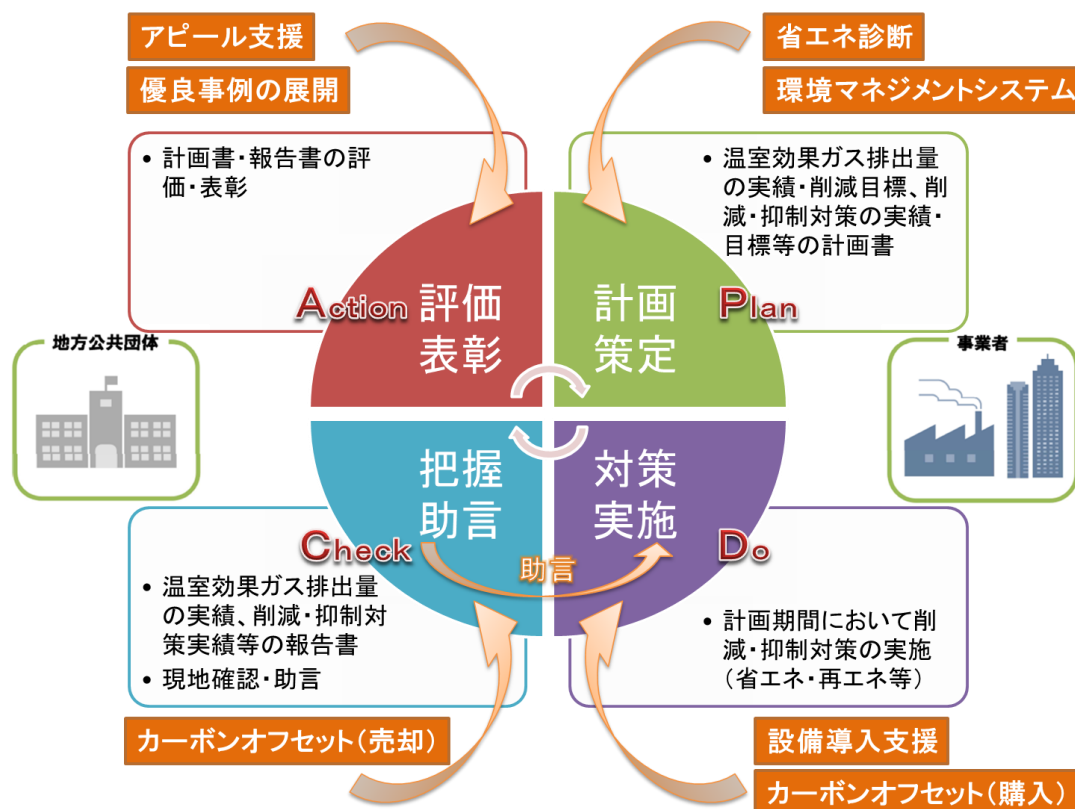 アピール支援
優良事例の展開
省エネ診断
環境マネジメントシステム
• 計画書・報告書の評
価・表彰
• 温室効果ガス排出量
の実績・削減目標、削
減・抑制対策の実績・
目標等の計画書
Action
評価
表彰
計画
策定
Plan
地方公共団体
事業者
把握
助言
対策
実施
Check
助言
Do
• 温室効果ガス排出量
の実績、削減・抑制対
策実績等の報告書
• 現地確認・助言
• 計画期間において削
減・抑制対策の実施
（省エネ・再エネ等）
カーボンオフセット（売却）
設備導入支援
カーボンオフセット（購入）